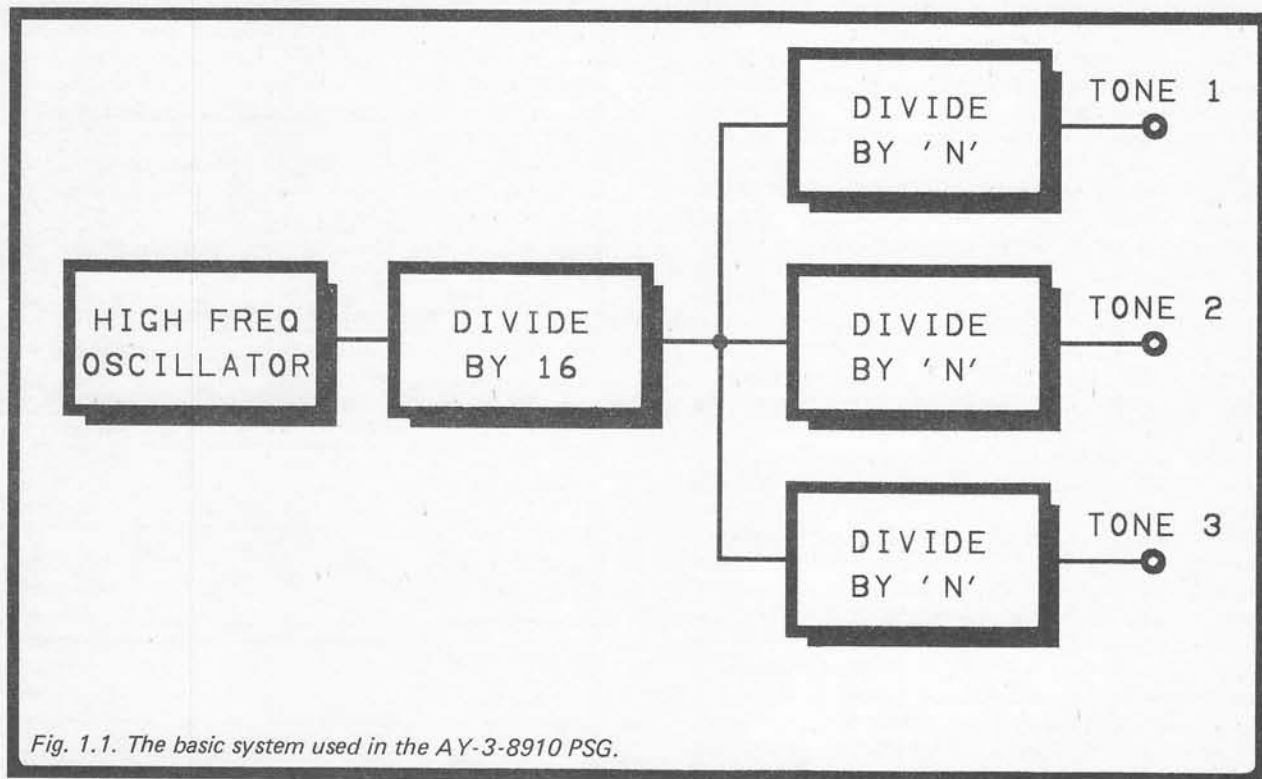 DIVIDE
BY 'N'
TONE 1
HIGH FREQ
OSCILLATOR
DIVIDE
BY 16
DIVIDE
BY 'N'
TONE 2
DIVIDE
BY 'N'
TONE 3
Fig. 1.1. The basic system used in the AY-3-8910 PSG.